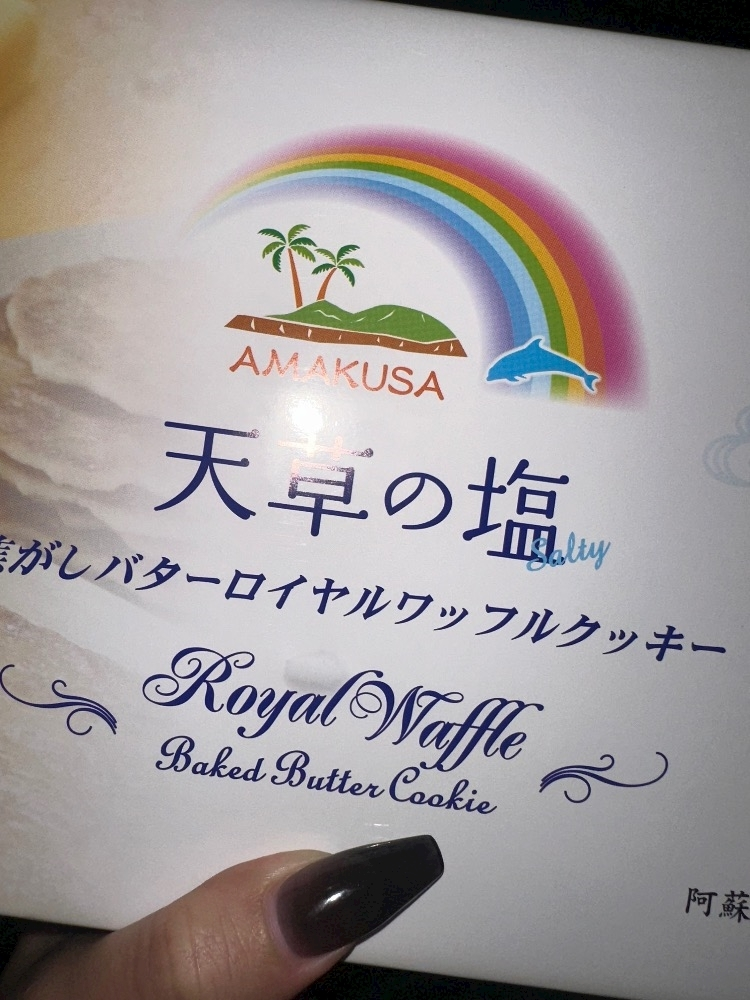 AMAKUSA
天草の塩
Salty
焦がしバターロイヤルワッフルクッキー
Royal Waffle
Baked Butter Cookie
阿蘇